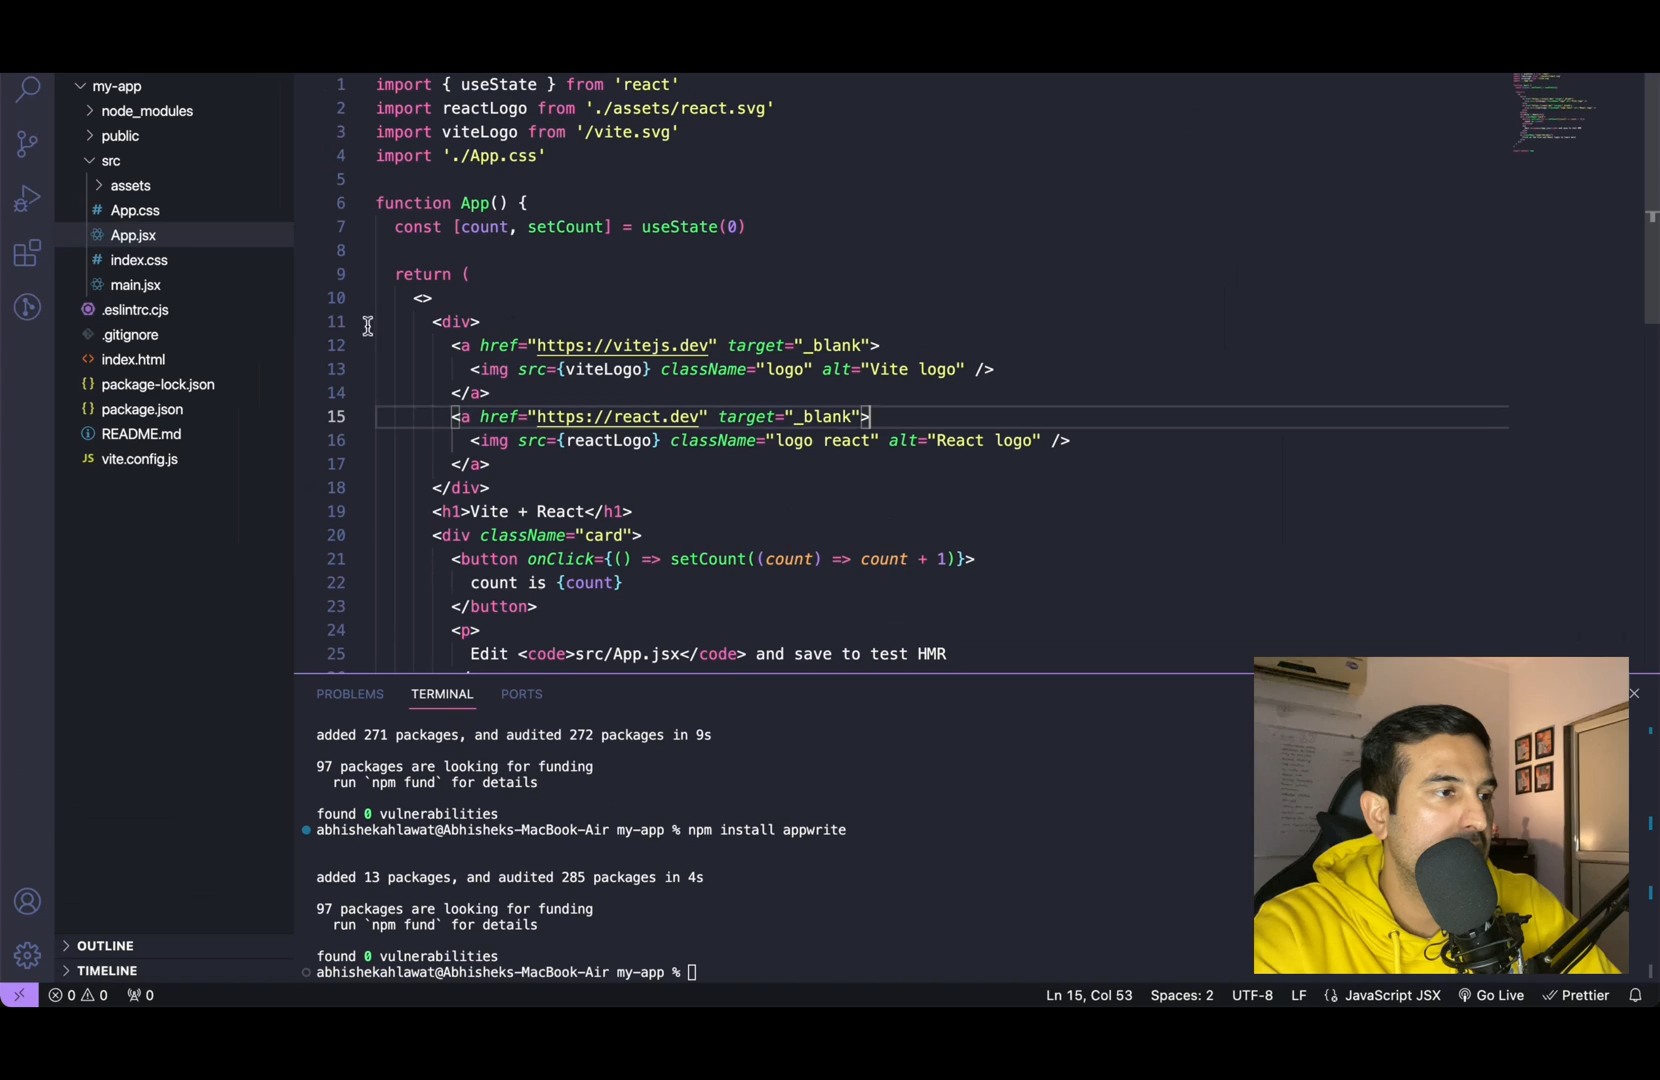 my-app
node_modules
public
src
assets
App.css
App.jsx
index.css
main.jsx
.eslintrc.cjs
.gitignore
index.html
package-lock.json
package.json
README.md
vite.config.js
OUTLINE
TIMELINE
1 import { useState } from 'react'
2 import reactLogo from './assets/react.svg'
3 import viteLogo from '/vite.svg'
4 import './App.css'
5
6 function App() {
7 const [count, setCount] = useState(0)
8
9 return (
10 <>
11 <div>
12 <a href="https://vitejs.dev" target="_blank">
13 <img src={viteLogo} className="logo" alt="Vite logo" />
14 </a>
15 <a href="https://react.dev" target="_blank">
16 <img src={reactLogo} className="logo react" alt="React logo" />
17 </a>
18 </div>
19 <h1>Vite + React</h1>
20 <div className="card">
21 <button onClick={() => setCount((count) => count + 1)}>
22 count is {count}
23 </button>
24 <p>
25 Edit <code>src/App.jsx</code> and save to test HMR
PROBLEMS TERMINAL PORTS
added 271 packages, and audited 272 packages in 9s
97 packages are looking for funding
run `npm fund` for details
found 0 vulnerabilities
abhishekahlawat@Abhisheks-MacBook-Air my-app % npm install appwrite
added 13 packages, and audited 285 packages in 4s
97 packages are looking for funding
run `npm fund` for details
found 0 vulnerabilities
abhishekahlawat@Abhisheks-MacBook-Air my-app %
0 0 0 Ln 15, Col 53 Spaces: 2 UTF-8 LF {} JavaScript JSX Go Live Prettier